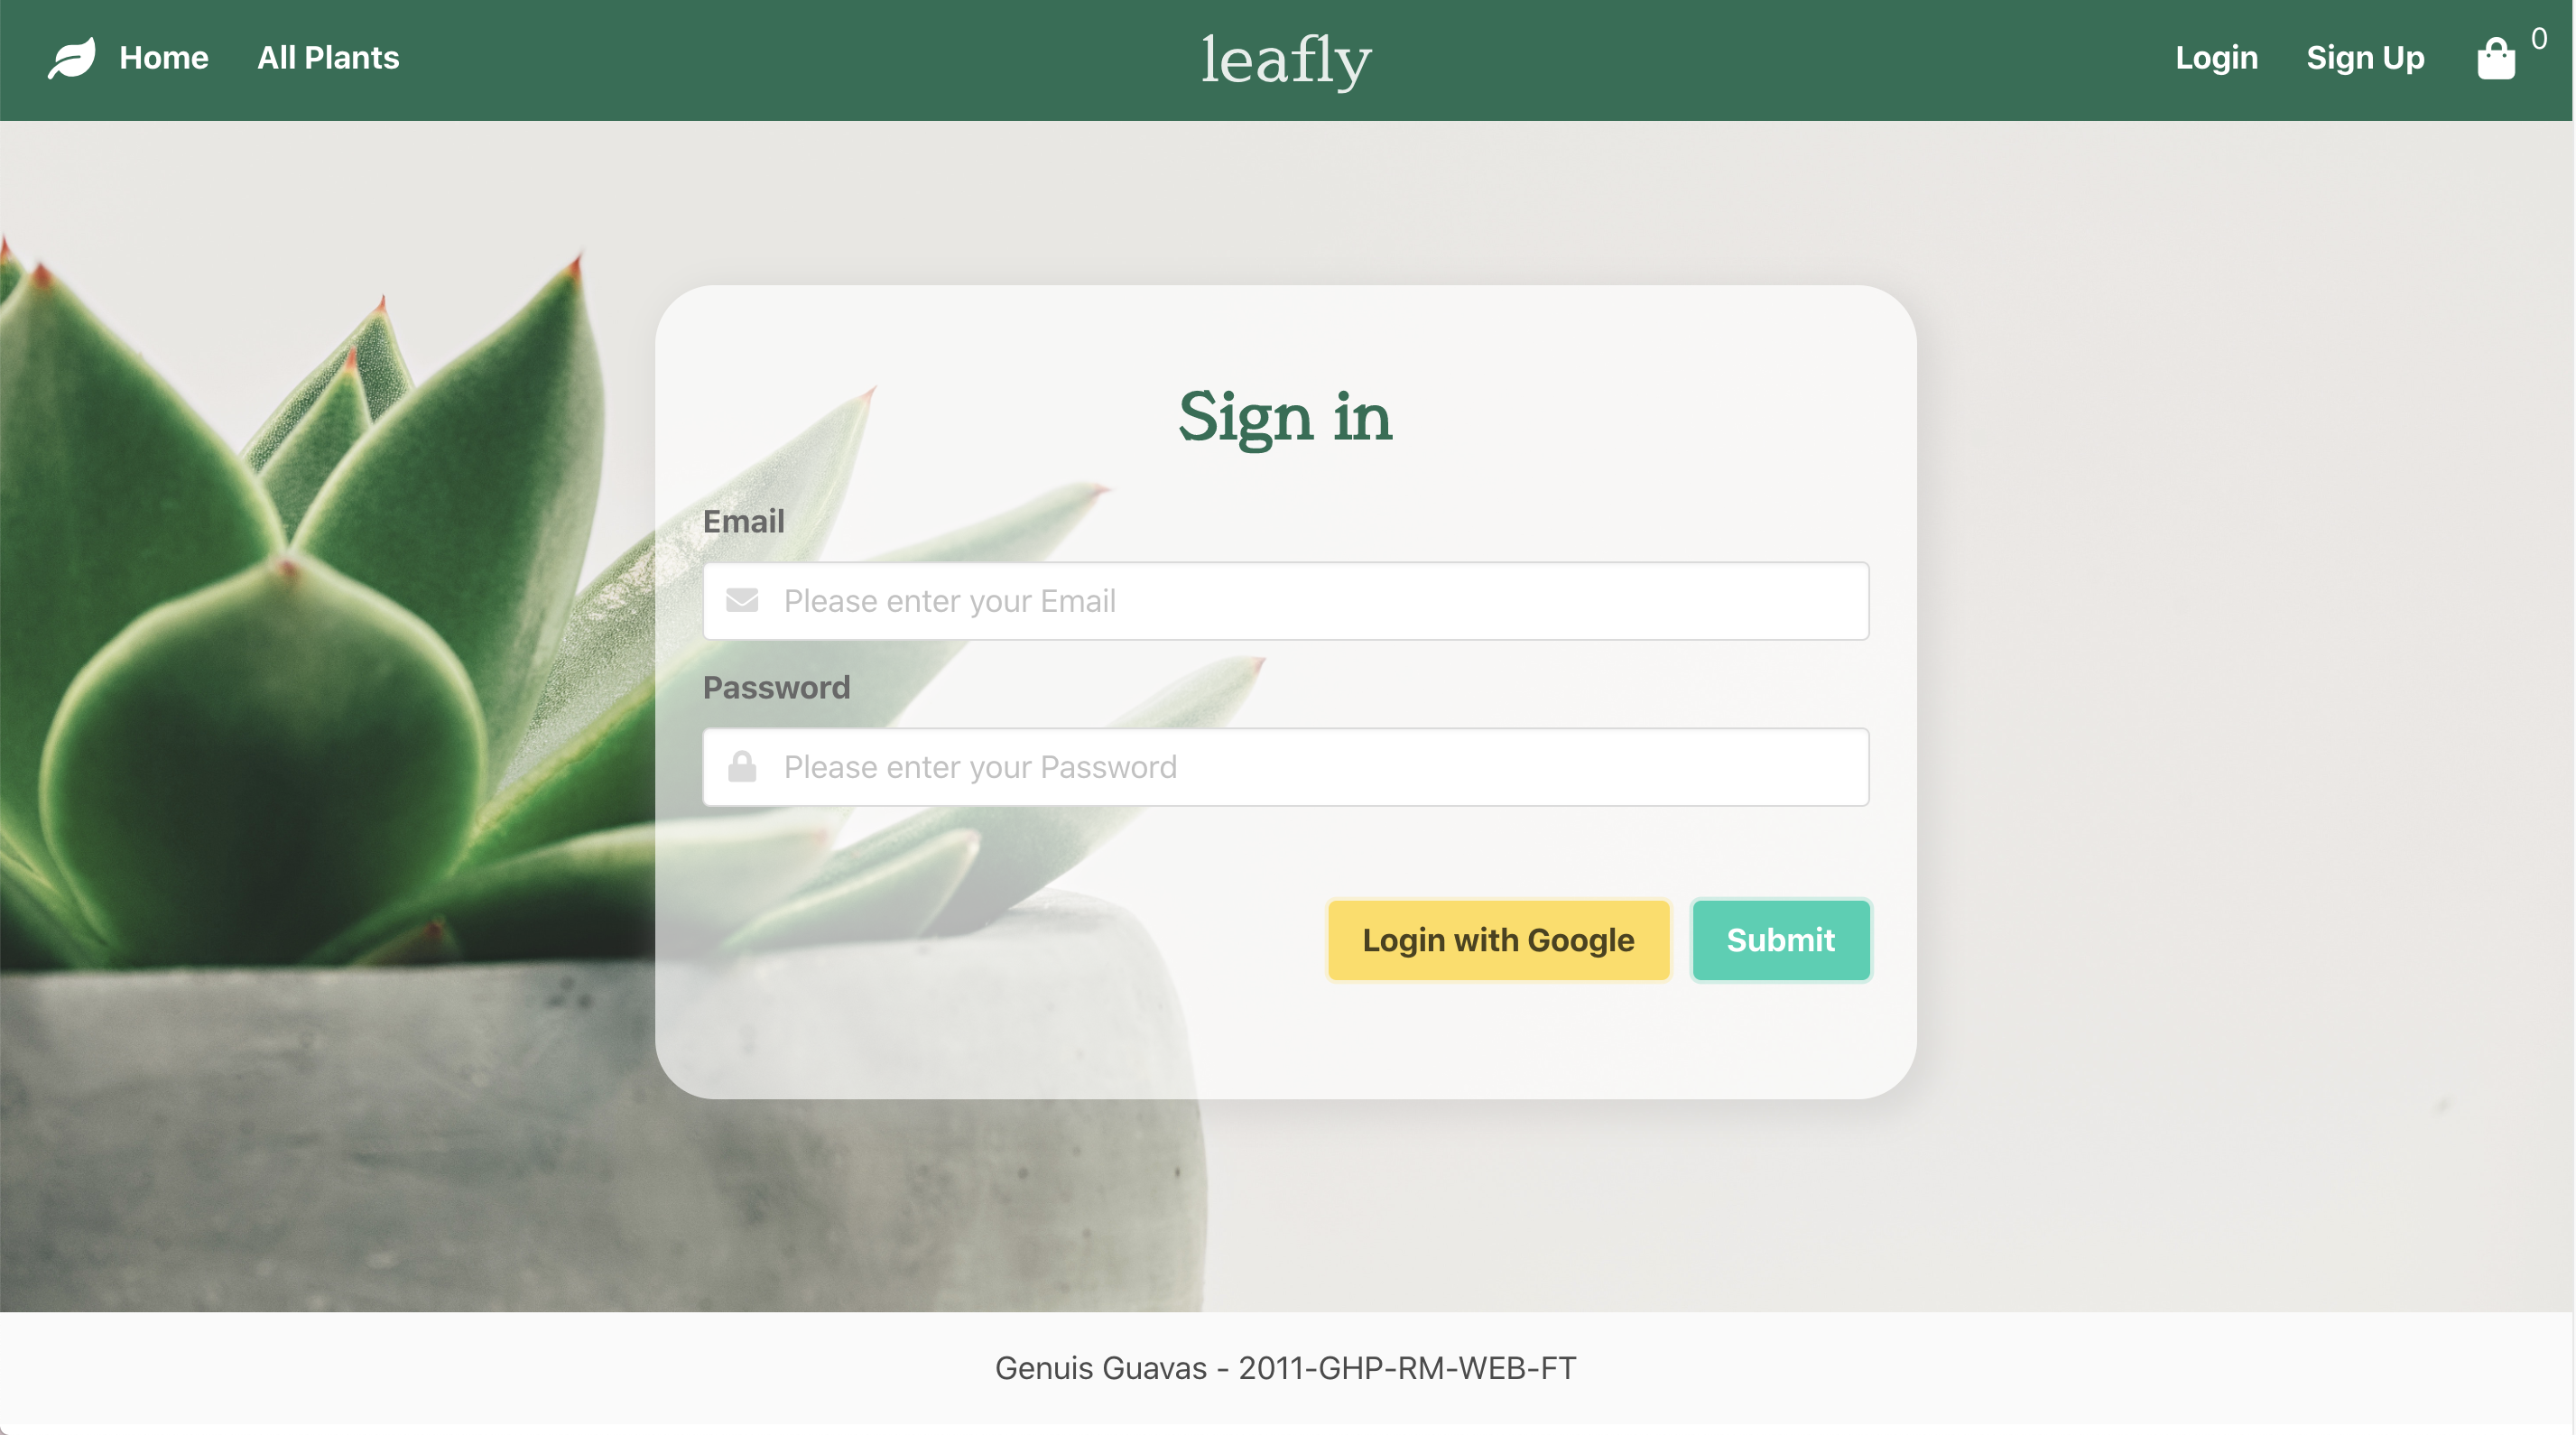 Home All Plants leafly Login Sign Up 0
Sign in
Email
Please enter your Email
Password
Please enter your Password
Login with Google Submit
Genuis Guavas - 2011-GHP-RM-WEB-FT